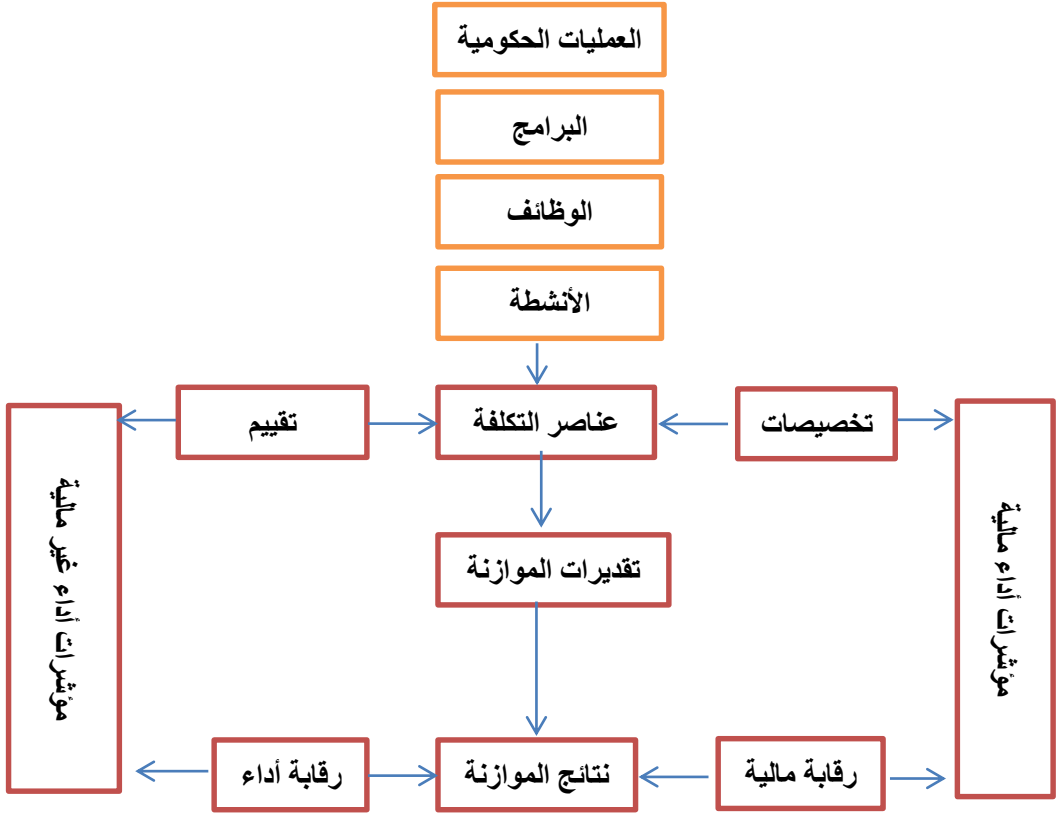 العمليات الحكومية
البرامج
الوظائف
الأنشطة
تخصيصات
عناصر التكلفة
تقييم
مؤشرات أداء مالية
مؤشرات أداء غير مالية
تقديرات الموازنة
رقابة مالية
نتائج الموازنة
رقابة أداء